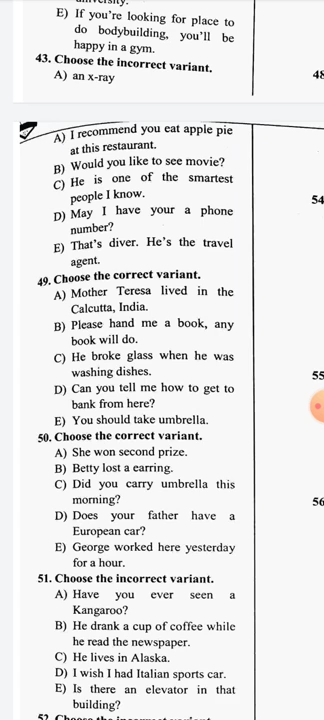 E) If you're looking for place to
do bodybuilding, you'll be
happy in a gym.
43. Choose the incorrect variant.
A) an x-ray
48
A) I recommend you eat apple pie
at this restaurant.
B) Would you like to see movie?
C) He is one of the smartest
people I know.
54
D) May I have your a phone
number?
E) That's diver. He's the travel
agent.
49. Choose the correct variant.
A) Mother Teresa lived in the
Calcutta, India.
B) Please hand me a book, any
book will do.
C) He broke glass when he was
washing dishes.
55
D) Can you tell me how to get to
bank from here?
E) You should take umbrella.
50. Choose the correct variant.
A) She won second prize.
B) Betty lost a earring.
C) Did you carry umbrella this
morning?
56
D) Does your father have a
European car?
E) George worked here yesterday
for a hour.
51. Choose the incorrect variant.
A) Have you ever seen a
Kangaroo?
B) He drank a cup of coffee while
he read the newspaper.
C) He lives in Alaska.
D) I wish I had Italian sports car.
E) Is there an elevator in that
building?
52. Choose the